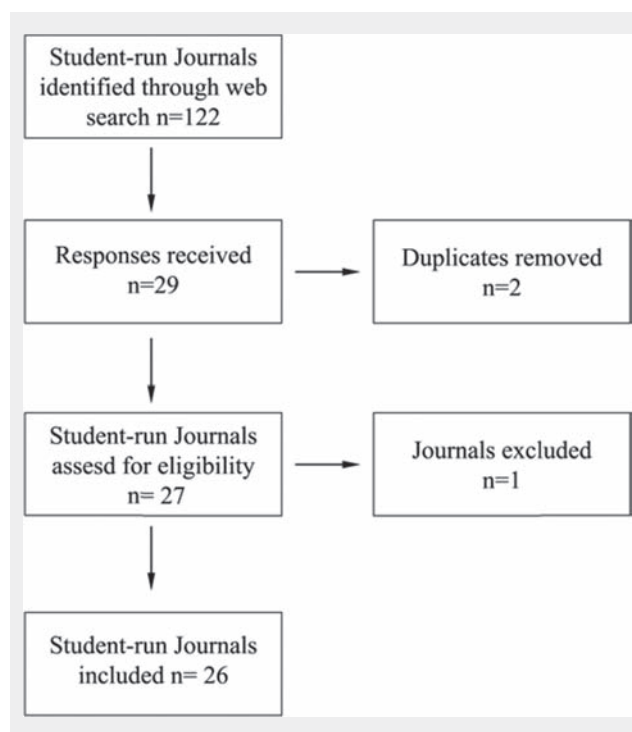 Student-run Journals
identified through web
search n=122
Responses received
n=29
Duplicates removed
n=2
Student-run Journals
assesd for eligibility
n= 27
Journals excluded
n=1
Student-run Journals
included n= 26